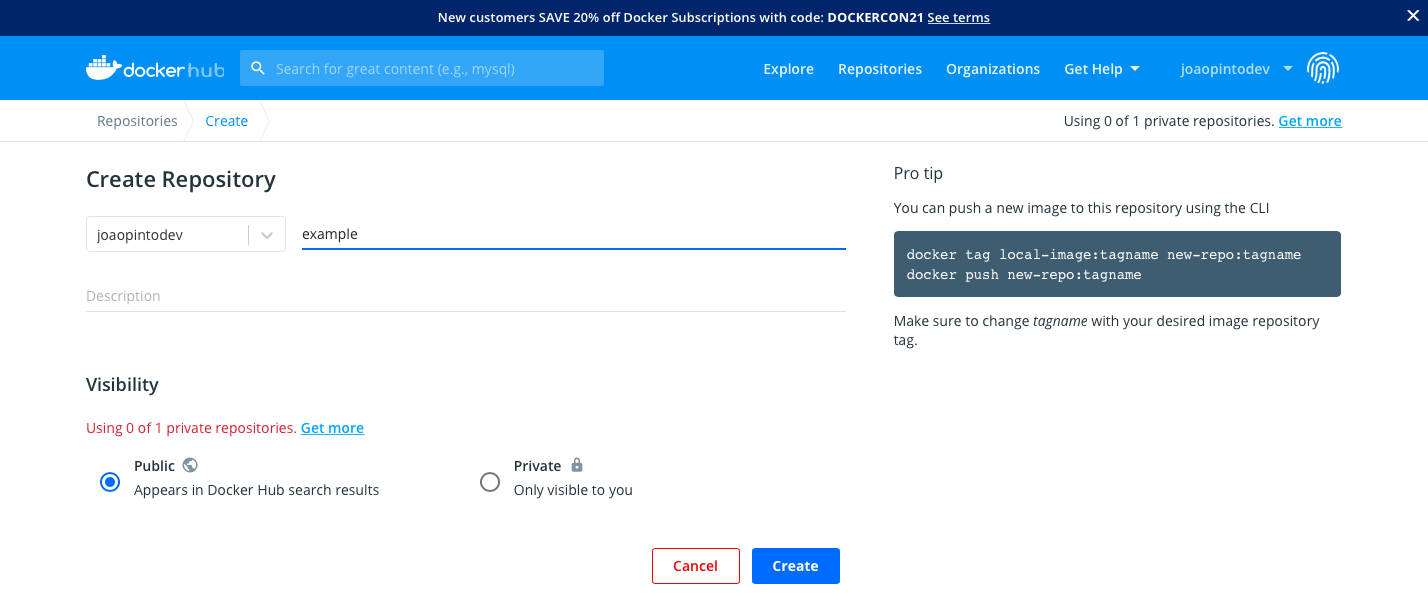 New customers SAVE 20% off Docker Subscriptions with code: DOCKERCON21 See terms
dockerhub
Search for great content (e.g., mysql)
Explore
Repositories
Organizations
Get Help
joaopintodev
Repositories
Create
Using 0 of 1 private repositories. Get more
Create Repository
joaopintodev
example
Description
Visibility
Using 0 of 1 private repositories. Get more
Public
Appears in Docker Hub search results
Private
Only visible to you
Cancel
Create
Pro tip
You can push a new image to this repository using the CLI
docker tag local-image:tagname new-repo:tagname
docker push new-repo:tagname
Make sure to change tagname with your desired image repository
tag.